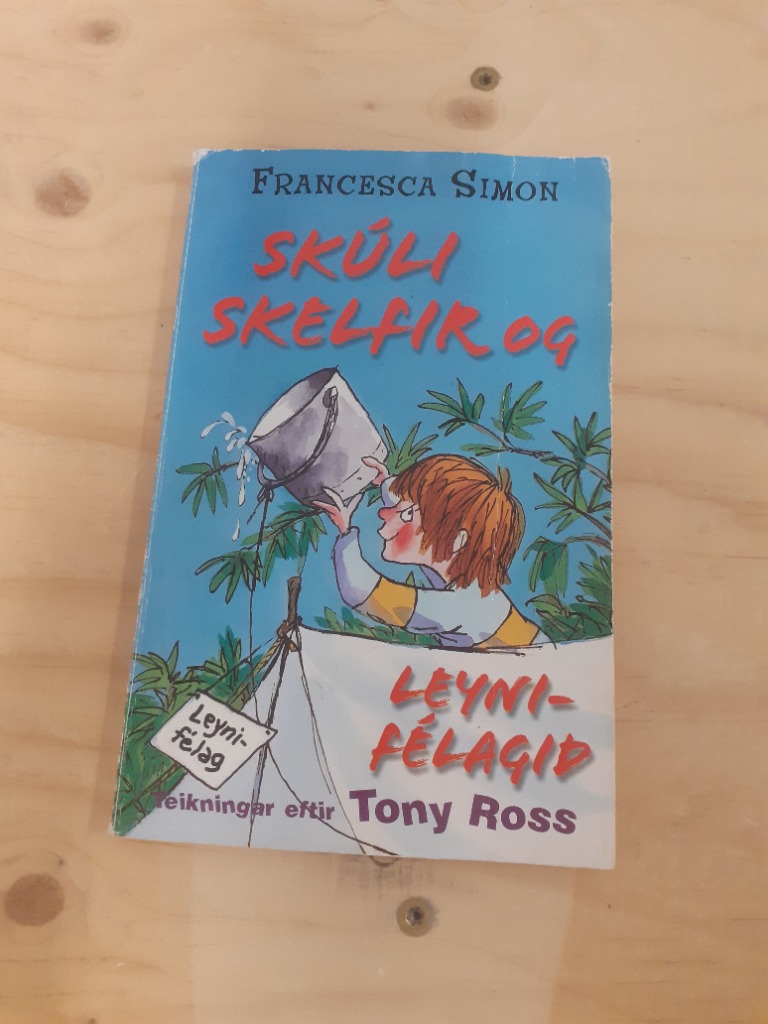 FRANCESCA SIMON
SKÚLI
SKELFIR OG
LEYNI-
FÉLAGIÐ
Leyni-
félag
Teikningar eftir Tony Ross